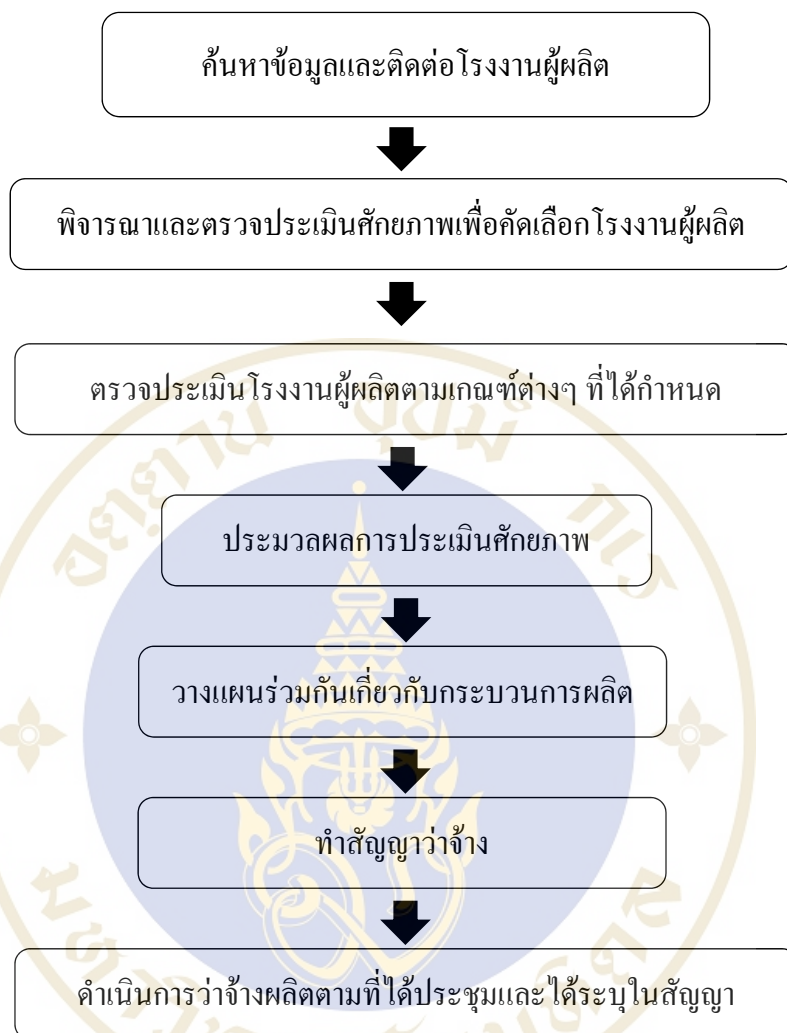 ค้นหาข้อมูลและติดต่อโรงงานผู้ผลิต
พิจารณาและตรวจประเมินศักยภาพเพื่อคัดเลือกโรงงานผู้ผลิต
ตรวจประเมินโรงงานผู้ผลิตตามเกณฑ์ต่างๆ ที่ได้กำหนด
อตฺตานํ อุปมํ กเร
ประมวลผลการประเมินศักยภาพ
วางแผนร่วมกันเกี่ยวกับกระบวนการผลิต
ทำสัญญาว่าจ้าง
ดำเนินการว่าจ้างผลิตตามที่ได้ประชุมและได้ระบุในสัญญา